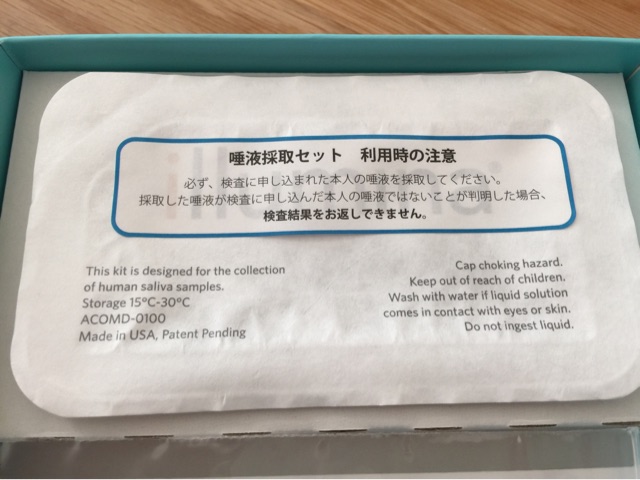 唾液採取セット 利用時の注意
必ず、検査に申し込まれた本人の唾液を採取してください。
採取した唾液が検査に申し込んだ本人の唾液ではないことが判明した場合、
検査結果をお返しできません。
This kit is designed for the collection
of human saliva samples.
Storage 15°C-30°C
ACOMD-0100
Made in USA, Patent Pending
Cap choking hazard.
Keep out of reach of children.
Wash with water if liquid solution
comes in contact with eyes or skin.
Do not ingest liquid.